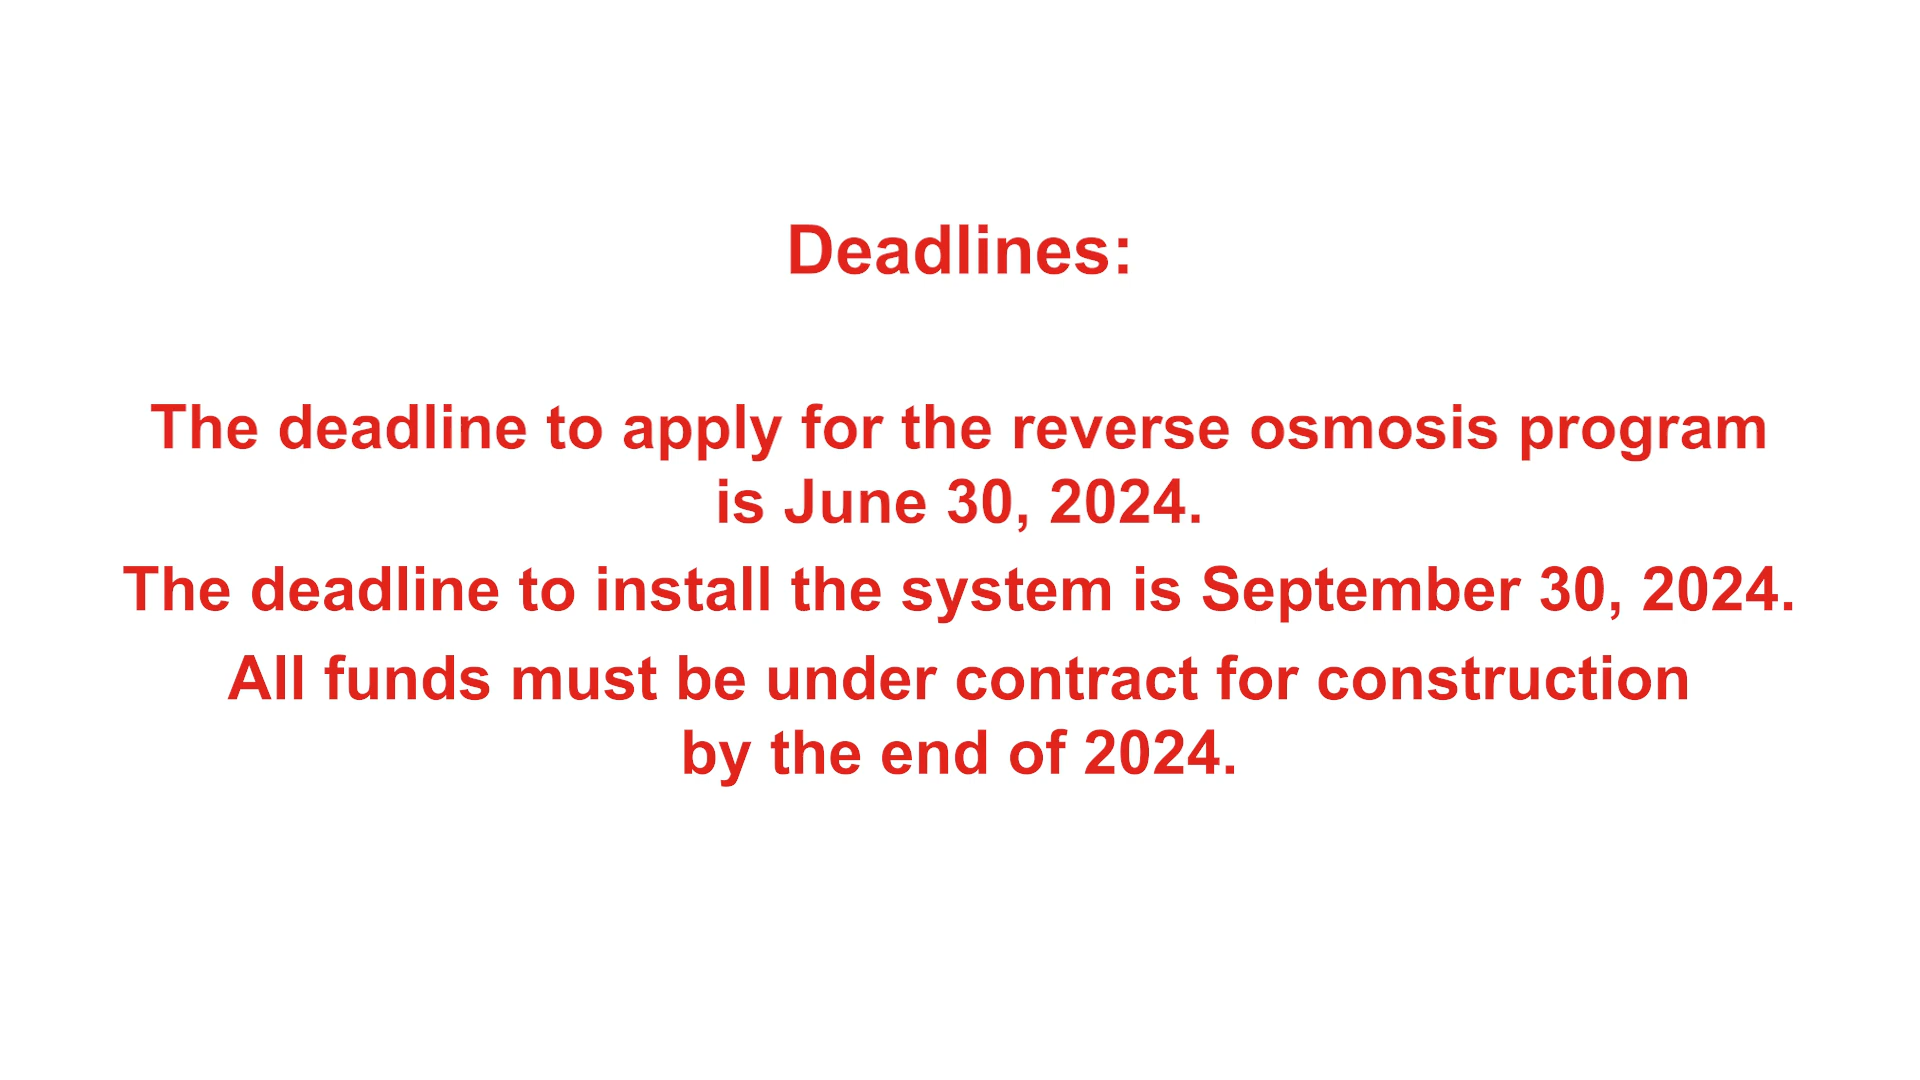 Deadlines:
The deadline to apply for the reverse osmosis program
is June 30, 2024.
The deadline to install the system is September 30, 2024.
All funds must be under contract for construction
by the end of 2024.